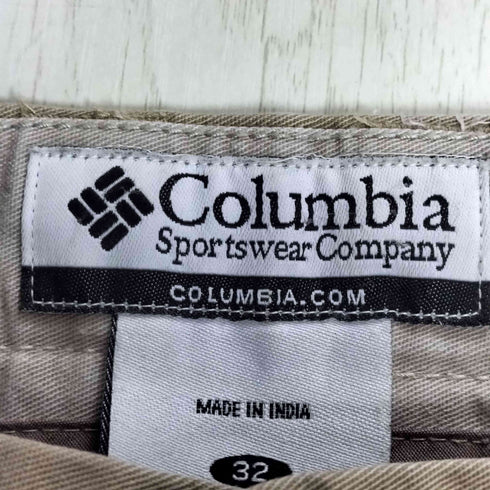 Columbia
Sportswear Company
COLUMBIA.COM
MADE IN INDIA
32